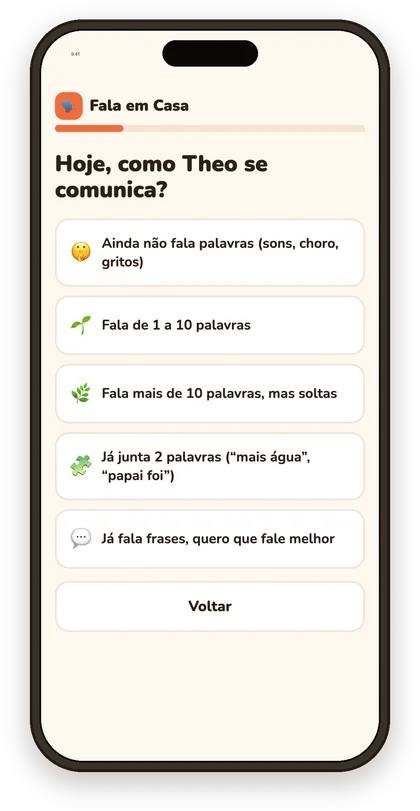 9:41
Fala em Casa
Hoje, como Theo se
comunica?
Ainda não fala palavras (sons, choro,
gritos)
Fala de 1 a 10 palavras
Fala mais de 10 palavras, mas soltas
Já junta 2 palavras (“mais água”,
“papai foi”)
Já fala frases, quero que fale melhor
Voltar